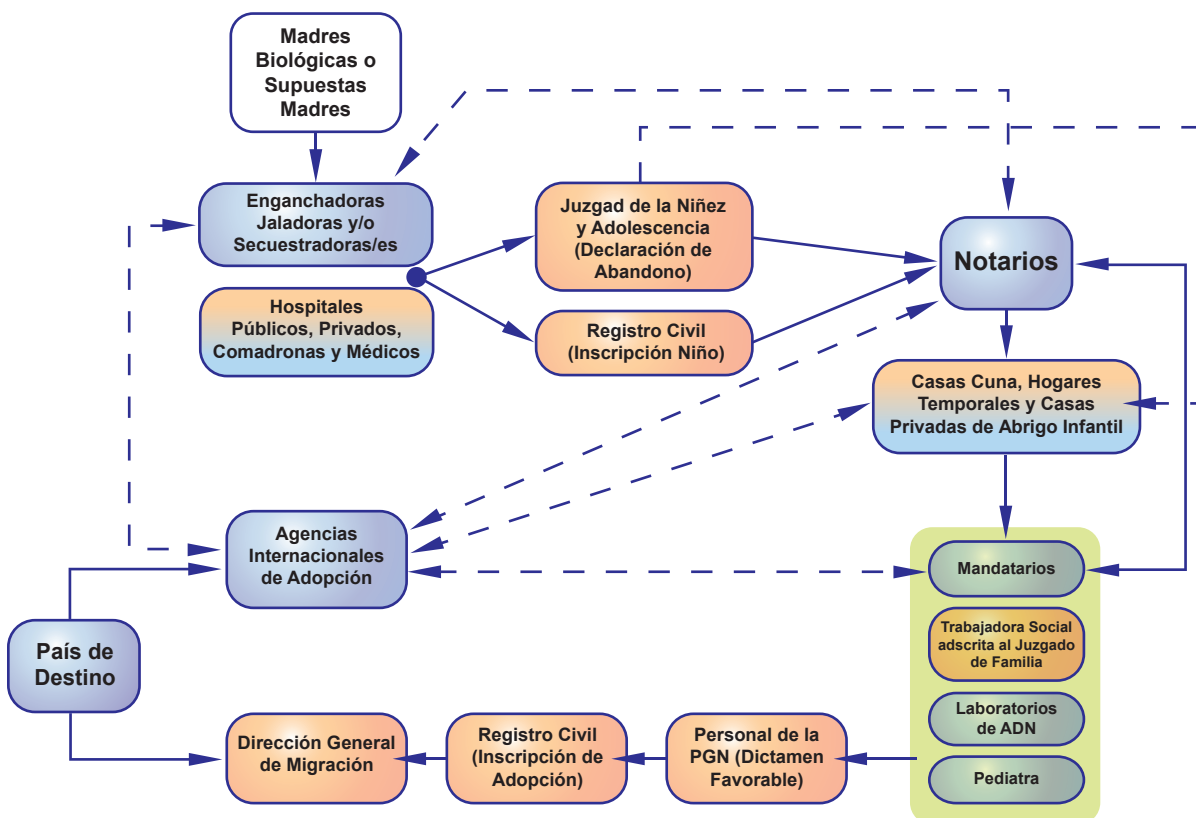 Madres
Biológicas o
Supuestas
Madres
Enganchadoras
Jaladoras y/o
Secuestradoras/es
Hospitales
Públicos, Privados,
Comadronas y Médicos
Juzgad de la Niñez
y Adolescencia
(Declaración de
Abandono)
Registro Civil
(Inscripción Niño)
Notarios
Casas Cuna, Hogares
Temporales y Casas
Privadas de Abrigo Infantil
Agencias
Internacionales
de Adopción
Mandatarios
Trabajadora Social
adscrita al Juzgado
de Familia
Laboratorios
de ADN
Pediatra
País de
Destino
Dirección General
de Migración
Registro Civil
(Inscripción de
Adopción)
Personal de la
PGN (Dictamen
Favorable)